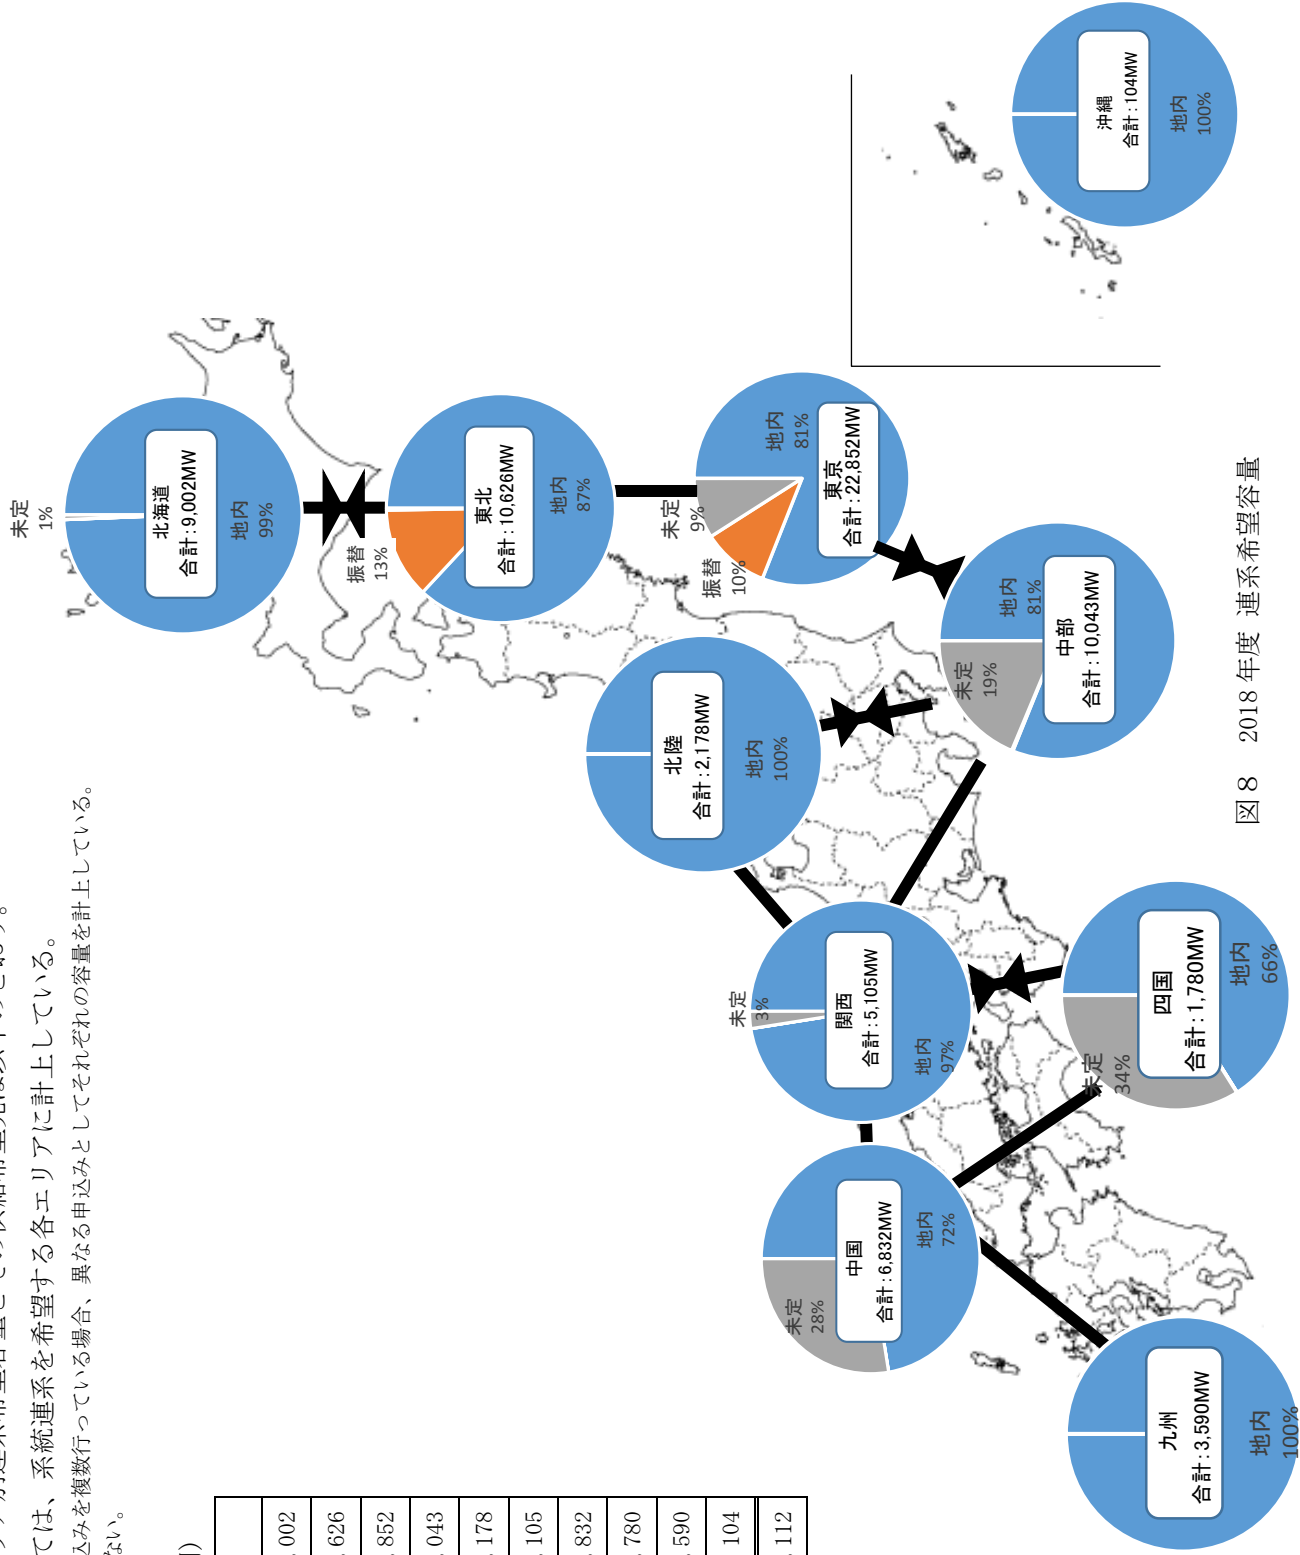 ては、系統連系を希望する各エリアに計上している。
込みを複数行っている場合、異なる申込みとしてそれぞれの容量を計上している。
ない。
002
626
852
043
178
105
832
780
590
104
112
未定
1%
北海道
合計:9,002MW
地内
99%
振替
13%
東北
合計:10,626MW
地内
87%
未定
9%
振替
10%
東京
合計:22,852MW
地内
81%
未定
19%
中部
合計:10,043MW
地内
81%
北陸
合計:2,178MW
地内
100%
未定
3%
関西
合計:5,105MW
地内
97%
未定
28%
中国
合計:6,832MW
地内
72%
未定
34%
四国
合計:1,780MW
地内
66%
九州
合計:3,590MW
地内
100%
沖縄
合計:104MW
地内
100%
図8 2018年度 連系希望容量